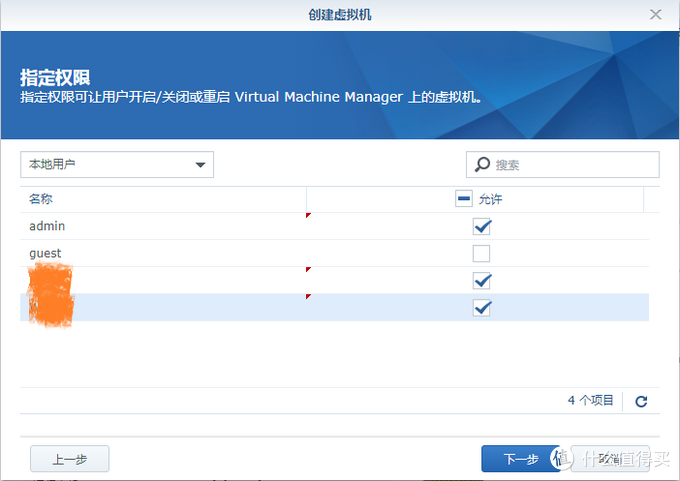 创建虚拟机
指定权限
指定权限可让用户开启/关闭或重启 Virtual Machine Manager 上的虚拟机。
本地用户
搜索
名称
允许
admin
guest
4 个项目
上一步
下一步
取消
值 什么值得买